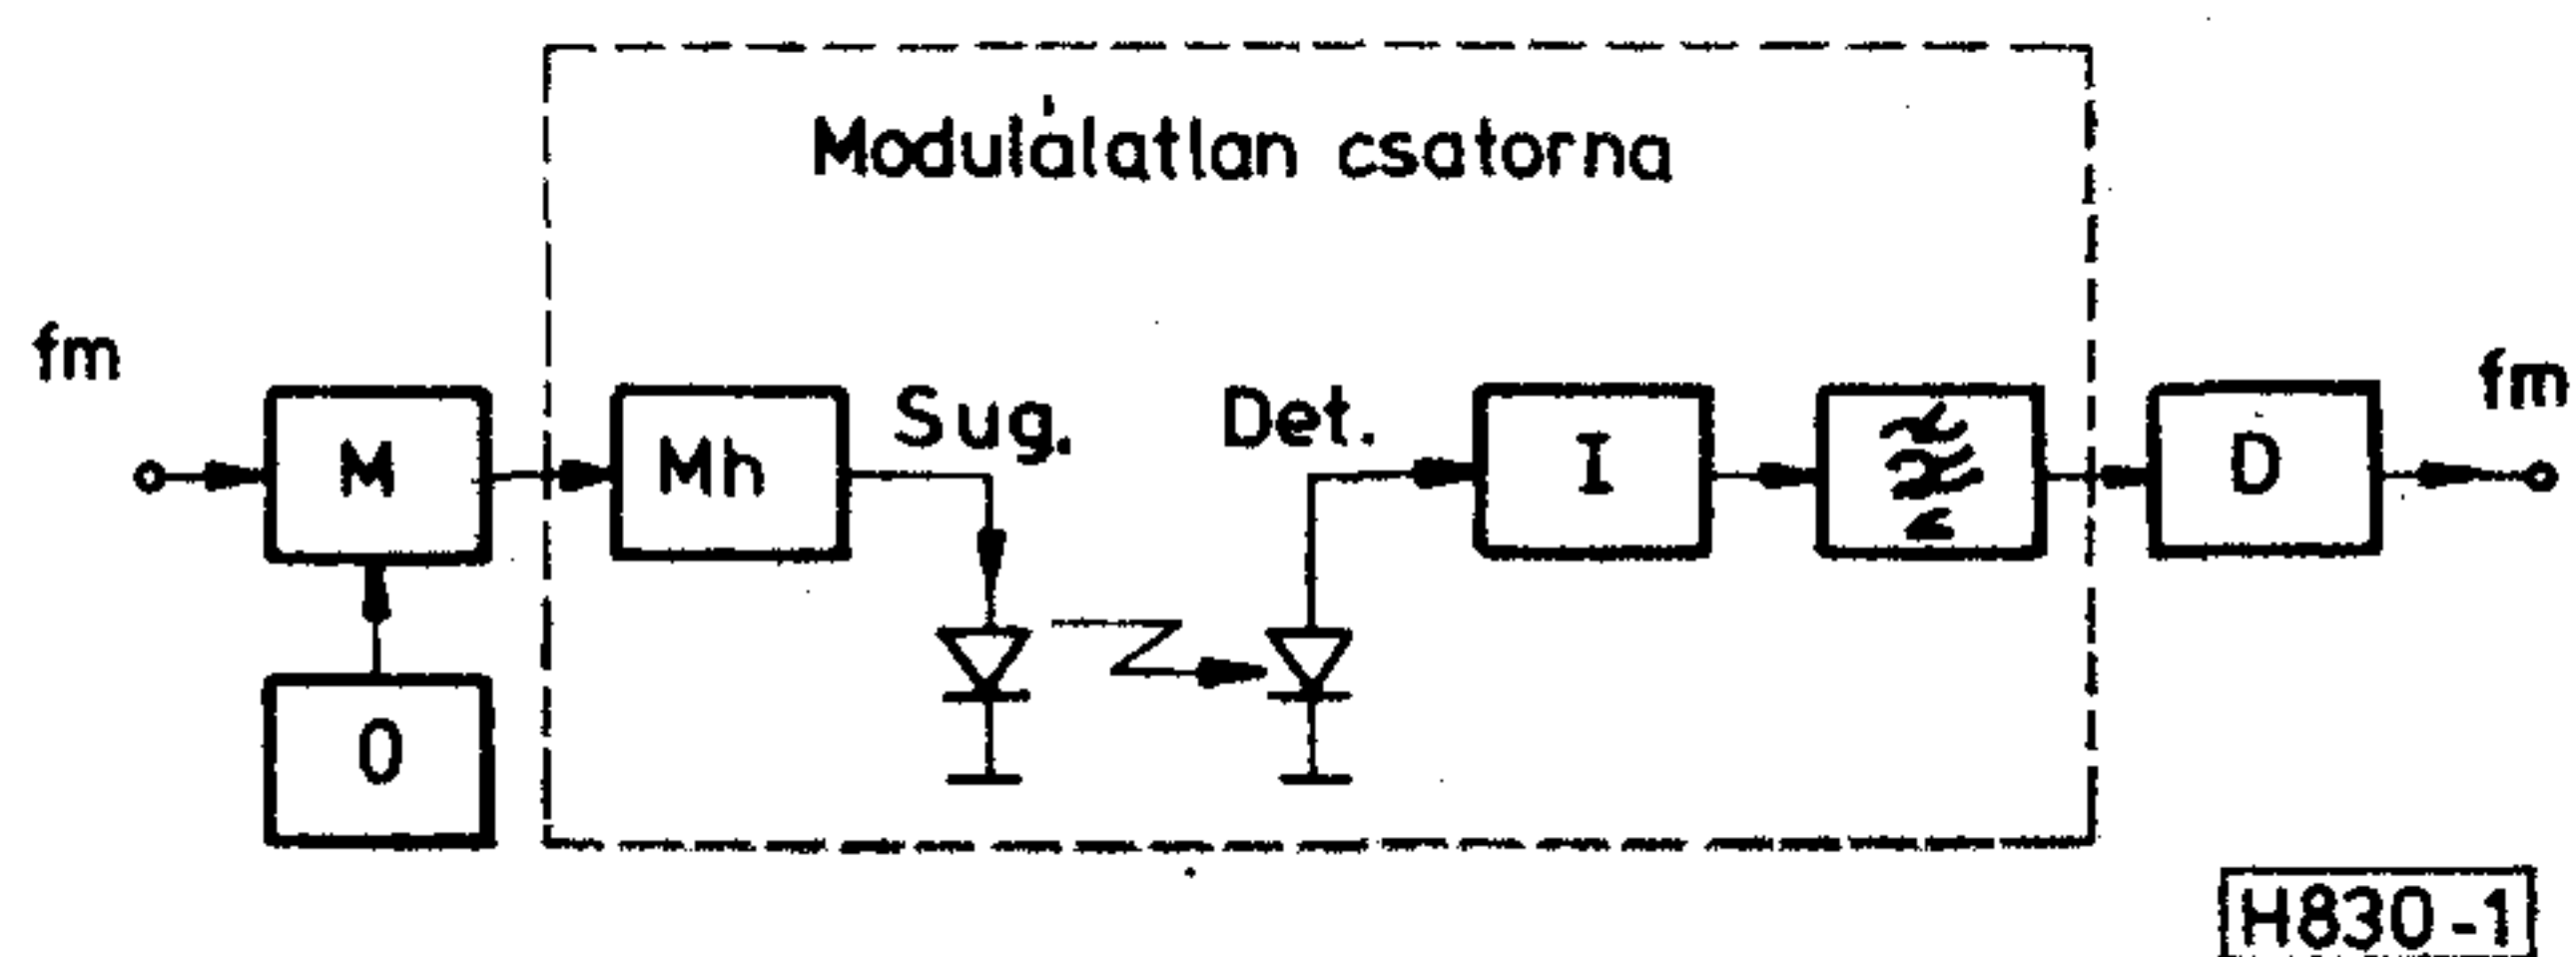 Modulálatlan csatorna
fm
M
Mh
Sug.
Det.
I
D
fm
O
H830-1